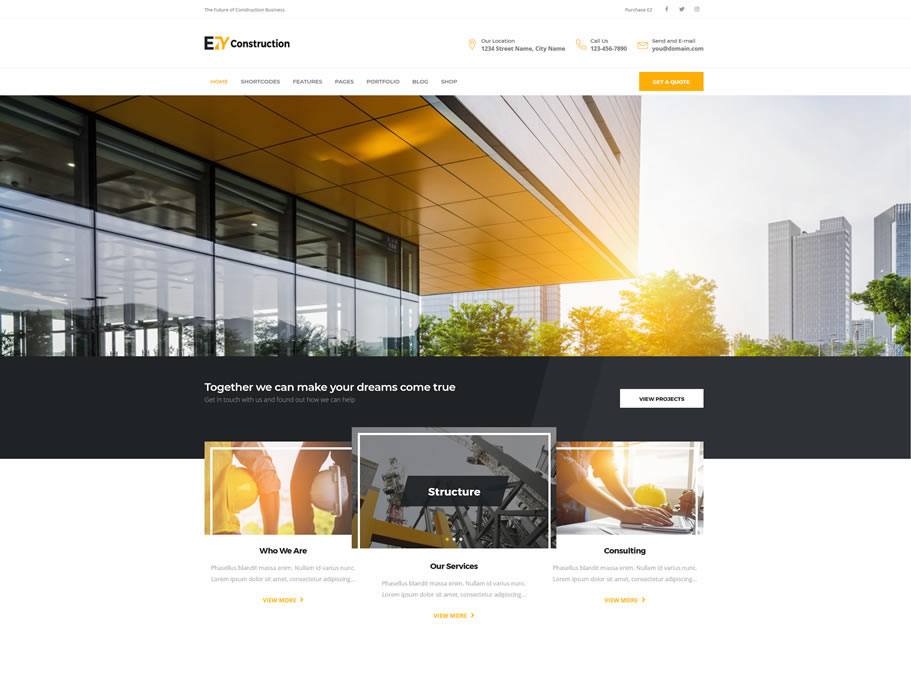 The Future of Construction Business
Purchase EZ
EZY Construction
Our Location
1234 Street Name, City Name
Call Us
123-456-7890
Send and E-mail
you@domain.com
HOME SHORTCODES FEATURES PAGES PORTFOLIO BLOG SHOP
GET A QUOTE
Together we can make your dreams come true
Get in touch with us and found out how we can help
VIEW PROJECTS
Structure
Who We Are
Phasellus blandit massa enim. Nullam id varius nunc.
Lorem ipsum dolor sit amet, consectetur adipiscing...
VIEW MORE
Our Services
Phasellus blandit massa enim. Nullam id varius nunc.
Lorem ipsum dolor sit amet, consectetur adipiscing...
VIEW MORE
Consulting
Phasellus blandit massa enim. Nullam id varius nunc.
Lorem ipsum dolor sit amet, consectetur adipiscing...
VIEW MORE